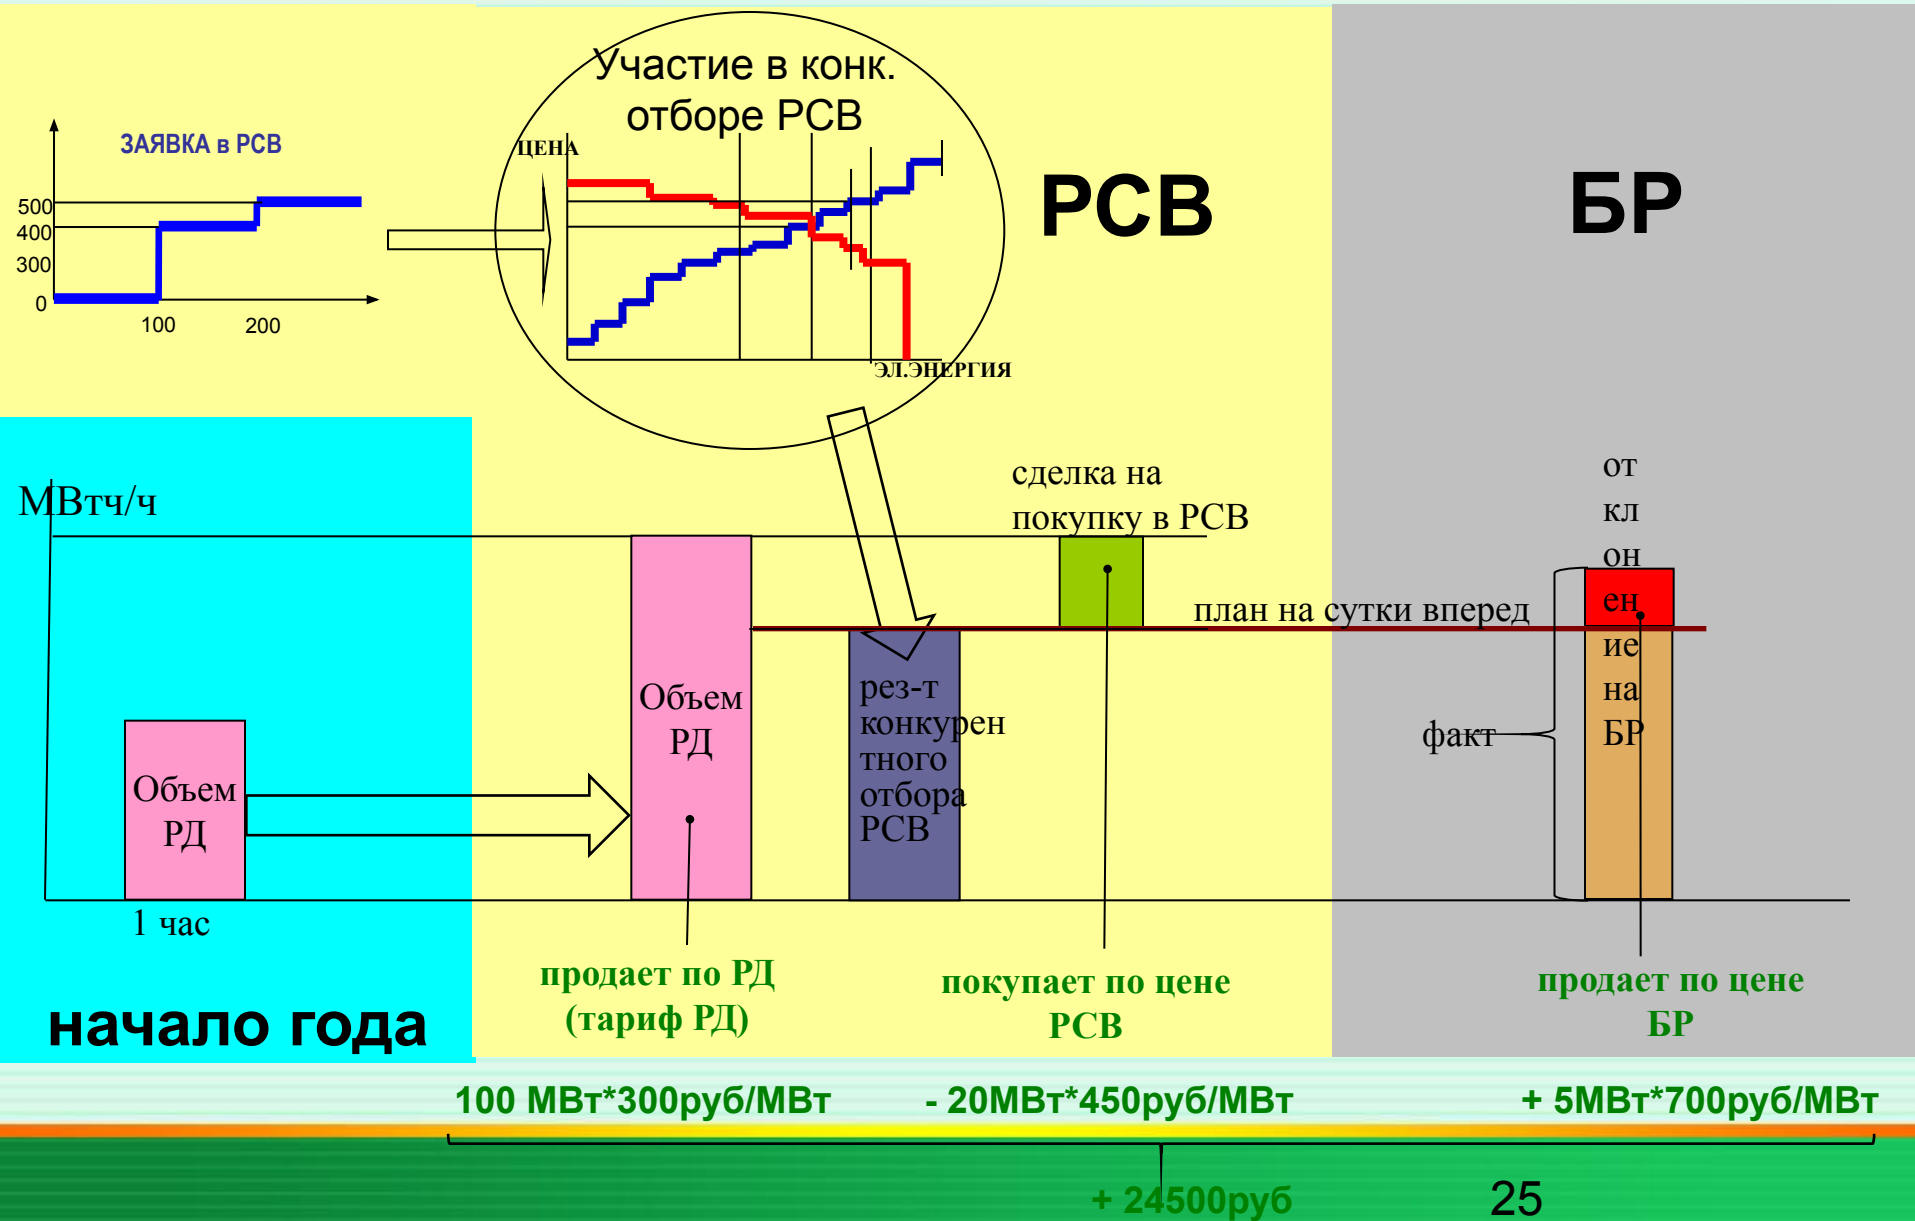 Участие в конк.
отборе РСВ
ЗАЯВКА в РСВ
500
400
300
0
100
200
ЦЕНА
ЭЛ.ЭНЕРГИЯ
РСВ
БР
МВтч/ч
Объем
РД
1 час
начало года
Объем
РД
рез-т
конкурен
тного
отбора
РСВ
сделка на
покупку в РСВ
план на сутки вперед
от
кл
он
ен
ие
на
БР
факт
продает по РД
(тариф РД)
покупает по цене
РСВ
продает по цене
БР
100 МВт*300руб/МВт
- 20МВт*450руб/МВт
+ 5МВт*700руб/МВт
+ 24500руб
25